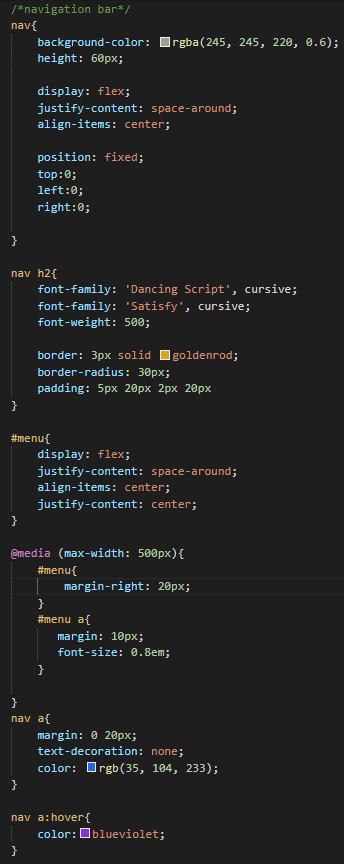 /*navigation bar*/
nav{
    background-color: rgba(245, 245, 220, 0.6);
    height: 60px;

    display: flex;
    justify-content: space-around;
    align-items: center;

    position: fixed;
    top:0;
    left:0;
    right:0;

}

nav h2{
    font-family: 'Dancing Script', cursive;
    font-family: 'Satisfy', cursive;
    font-weight: 500;

    border: 3px solid goldenrod;
    border-radius: 30px;
    padding: 5px 20px 2px 20px
}

#menu{
    display: flex;
    justify-content: space-around;
    align-items: center;
    justify-content: center;
}

@media (max-width: 500px){
    #menu{
        margin-right: 20px;
    }
    #menu a{
       margin: 10px;
       font-size: 0.8em;
    }

}
nav a{
    margin: 0 20px;
    text-decoration: none;
    color: rgb(35, 104, 233);
}

nav a:hover{
    color:blueviolet;
}